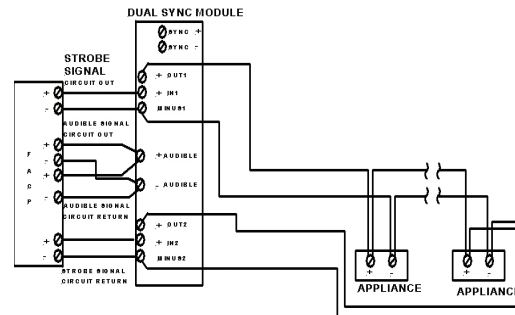 DUAL SYNC MODULE
SYNC +
SYNC -
STROBE
SIGNAL
CIRCUIT OUT
+ OUT1
+ + IN1
- MINUS1
AUDIBLE SIGNAL
CIRCUIT OUT
+
F - + AUDIBLE
A +
C - - AUDIBLE
P
AUDIBLE SIGNAL
CIRCUIT RETURN
+ OUT2
+ + IN2
- MINUS2
STROBE SIGNAL
CIRCUIT RETURN
+ - + -
APPLIANCE APPLIANC